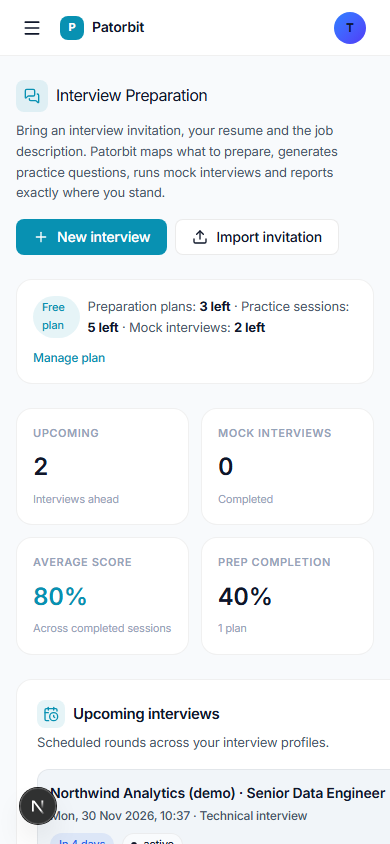 P Patorbit T
Interview Preparation
Bring an interview invitation, your resume and the job
description. Patorbit maps what to prepare, generates
practice questions, runs mock interviews and reports
exactly where you stand.
+ New interview Import invitation
Free plan
Preparation plans: 3 left · Practice sessions:
5 left · Mock interviews: 2 left
Manage plan
UPCOMING
2
Interviews ahead
MOCK INTERVIEWS
0
Completed
AVERAGE SCORE
80%
Across completed sessions
PREP COMPLETION
40%
1 plan
Upcoming interviews
Scheduled rounds across your interview profiles.
Northwind Analytics (demo) · Senior Data Engineer
Mon, 30 Nov 2026, 10:37 · Technical interview
In 4 days active
N